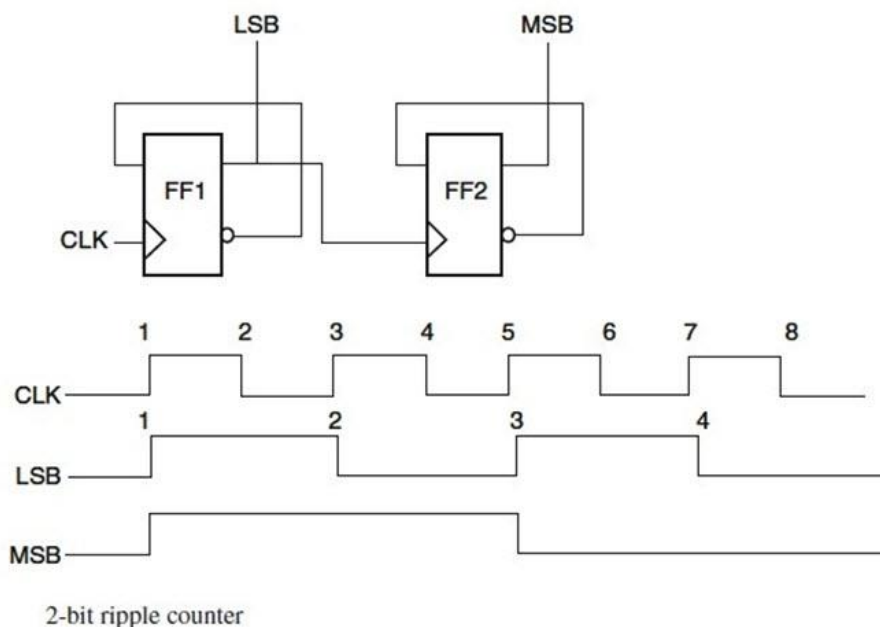 LSB MSB
FF1 FF2
CLK
1 2 3 4 5 6 7 8
CLK
1 2 3 4
LSB
MSB
2-bit ripple counter